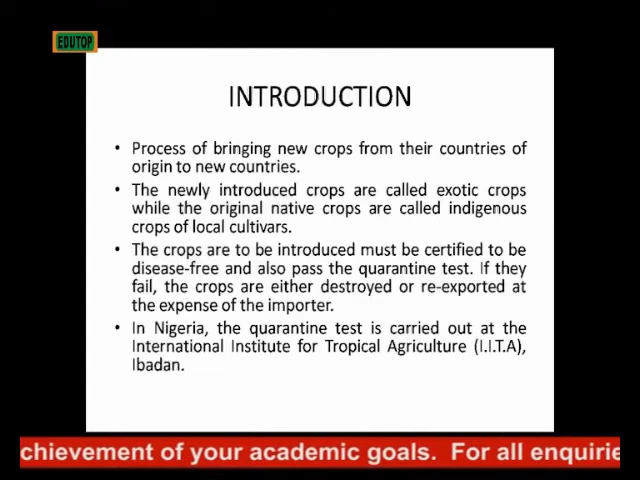 EDUTOP
INTRODUCTION
• Process of bringing new crops from their countries of
origin to new countries.
• The newly introduced crops are called exotic crops
while the original native crops are called indigenous
crops of local cultivars.
• The crops are to be introduced must be certified to be
disease-free and also pass the quarantine test. If they
fail, the crops are either destroyed or re-exported at
the expense of the importer.
• In Nigeria, the quarantine test is carried out at the
International Institute for Tropical Agriculture (I.I.T.A),
Ibadan.
chievement of your academic goals.  For all enquirie